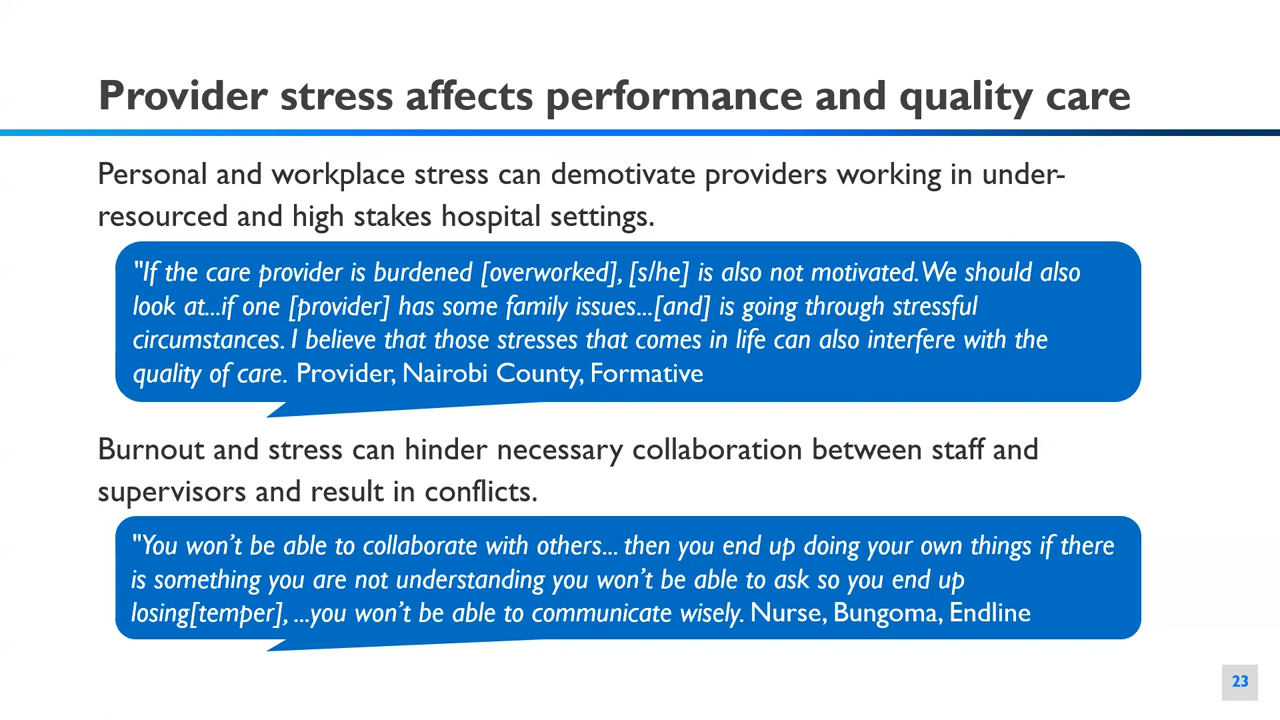 Provider stress affects performance and quality care
Personal and workplace stress can demotivate providers working in under-
resourced and high stakes hospital settings.
"If the care provider is burdened [overworked], [s/he] is also not motivated. We should also
look at...if one [provider] has some family issues...[and] is going through stressful
circumstances. I believe that those stresses that comes in life can also interfere with the
quality of care. Provider, Nairobi County, Formative
Burnout and stress can hinder necessary collaboration between staff and
supervisors and result in conflicts.
"You won’t be able to collaborate with others... then you end up doing your own things if there
is something you are not understanding you won’t be able to ask so you end up
losing[temper], ...you won’t be able to communicate wisely. Nurse, Bungoma, Endline
23